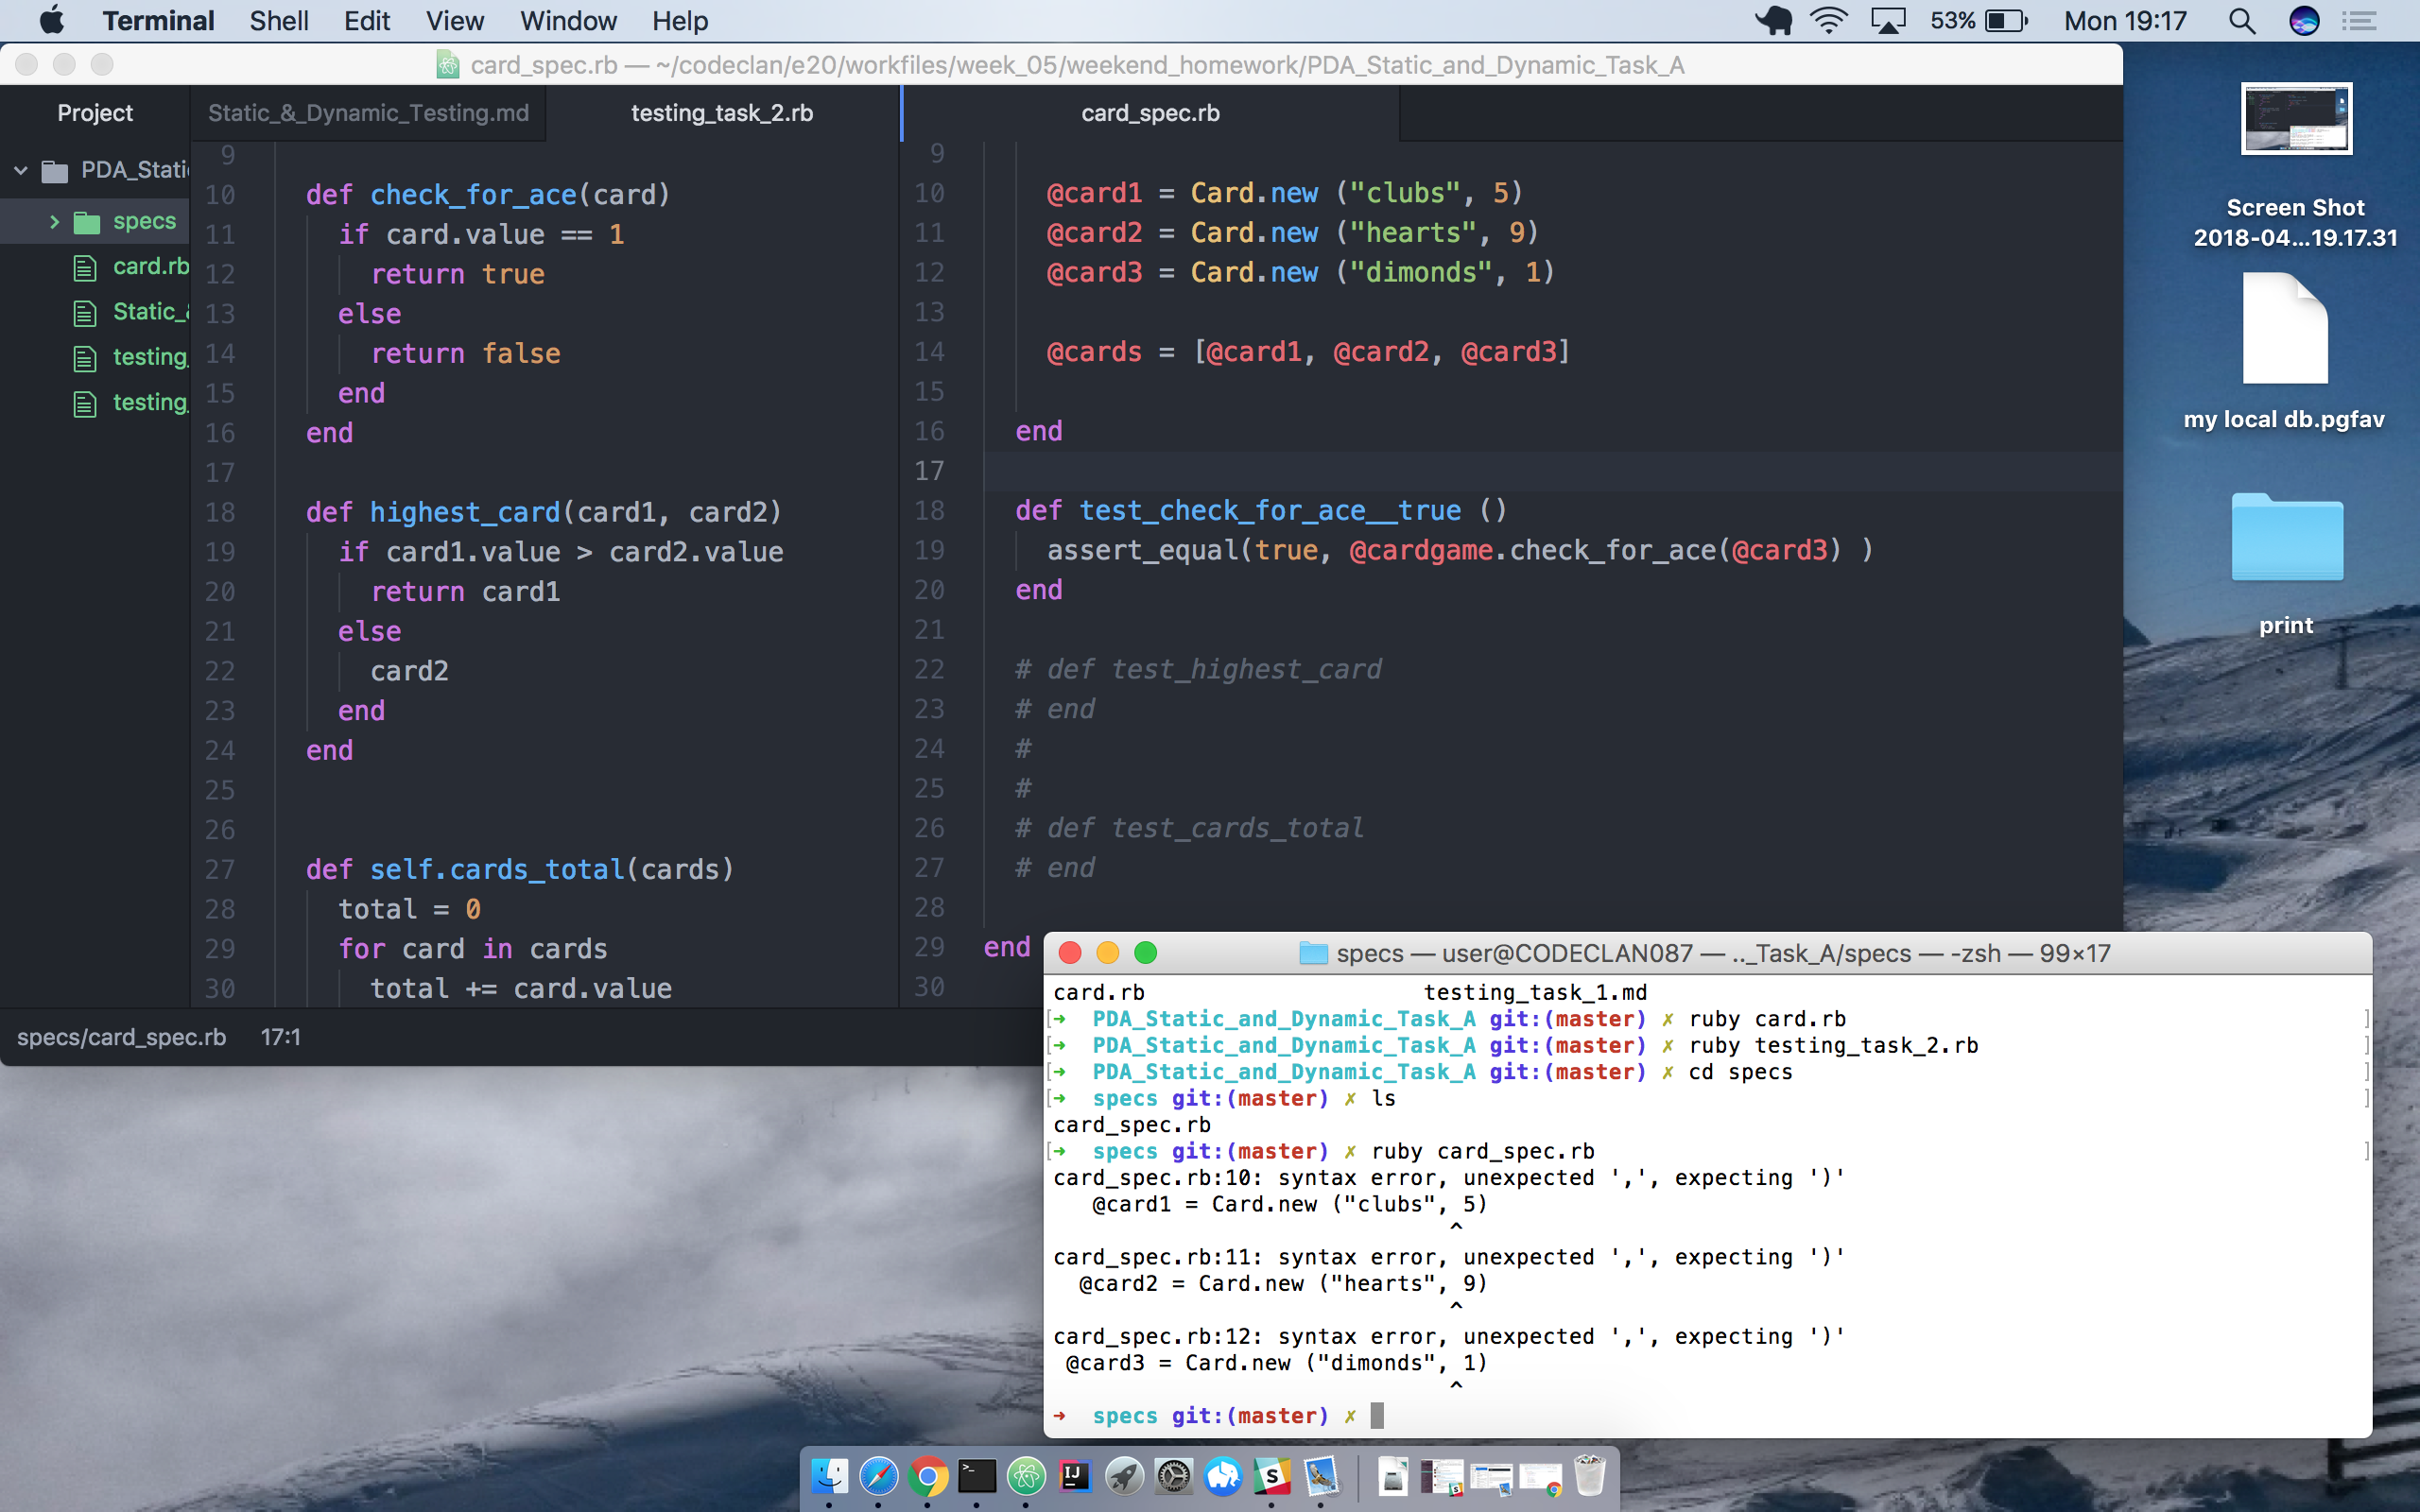 Terminal Shell Edit View Window Help 53% Mon 19:17
card_spec.rb — ~/codeclan/e20/workfiles/week_05/weekend_homework/PDA_Static_and_Dynamic_Task_A
Project
PDA_Stati
specs
card.rb
Static_&
testing_
testing_
Static_&_Dynamic_Testing.md testing_task_2.rb
9
10 def check_for_ace(card)
11 if card.value == 1
12 return true
13 else
14 return false
15 end
16 end
17
18 def highest_card(card1, card2)
19 if card1.value > card2.value
20 return card1
21 else
22 card2
23 end
24 end
25
26
27 def self.cards_total(cards)
28 total = 0
29 for card in cards
30 total += card.value
card_spec.rb
9
10 @card1 = Card.new ("clubs", 5)
11 @card2 = Card.new ("hearts", 9)
12 @card3 = Card.new ("dimonds", 1)
13
14 @cards = [@card1, @card2, @card3]
15
16 end
17
18 def test_check_for_ace__true ()
19 assert_equal(true, @cardgame.check_for_ace(@card3) )
20 end
21
22 # def test_highest_card
23 # end
24 #
25 #
26 # def test_cards_total
27 # end
28
29 end
30
specs/card_spec.rb 17:1
specs — user@CODECLAN087 — .._Task_A/specs — -zsh — 99×17
card.rb testing_task_1.md
[➜ PDA_Static_and_Dynamic_Task_A git:(master) ✗ ruby card.rb ]
[➜ PDA_Static_and_Dynamic_Task_A git:(master) ✗ ruby testing_task_2.rb ]
[➜ PDA_Static_and_Dynamic_Task_A git:(master) ✗ cd specs ]
[➜ specs git:(master) ✗ ls ]
card_spec.rb
[➜ specs git:(master) ✗ ruby card_spec.rb ]
card_spec.rb:10: syntax error, unexpected ',', expecting ')'
@card1 = Card.new ("clubs", 5)
^
card_spec.rb:11: syntax error, unexpected ',', expecting ')'
@card2 = Card.new ("hearts", 9)
^
card_spec.rb:12: syntax error, unexpected ',', expecting ')'
@card3 = Card.new ("dimonds", 1)
^
➜ specs git:(master) ✗
Screen Shot
2018-04...19.17.31
my local db.pgfav
print
IJ
S